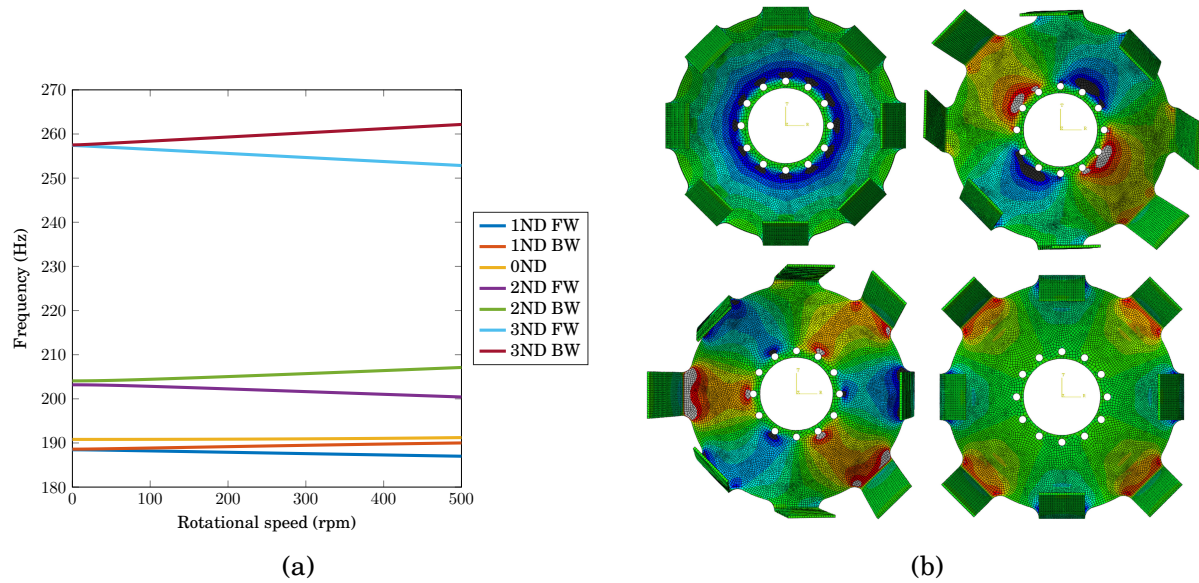 270
260
250
240
230
220
210
200
190
180
0
100
200
300
400
500
Frequency (Hz)
Rotational speed (rpm)
1ND FW
1ND BW
0ND
2ND FW
2ND BW
3ND FW
3ND BW
(a)
(b)